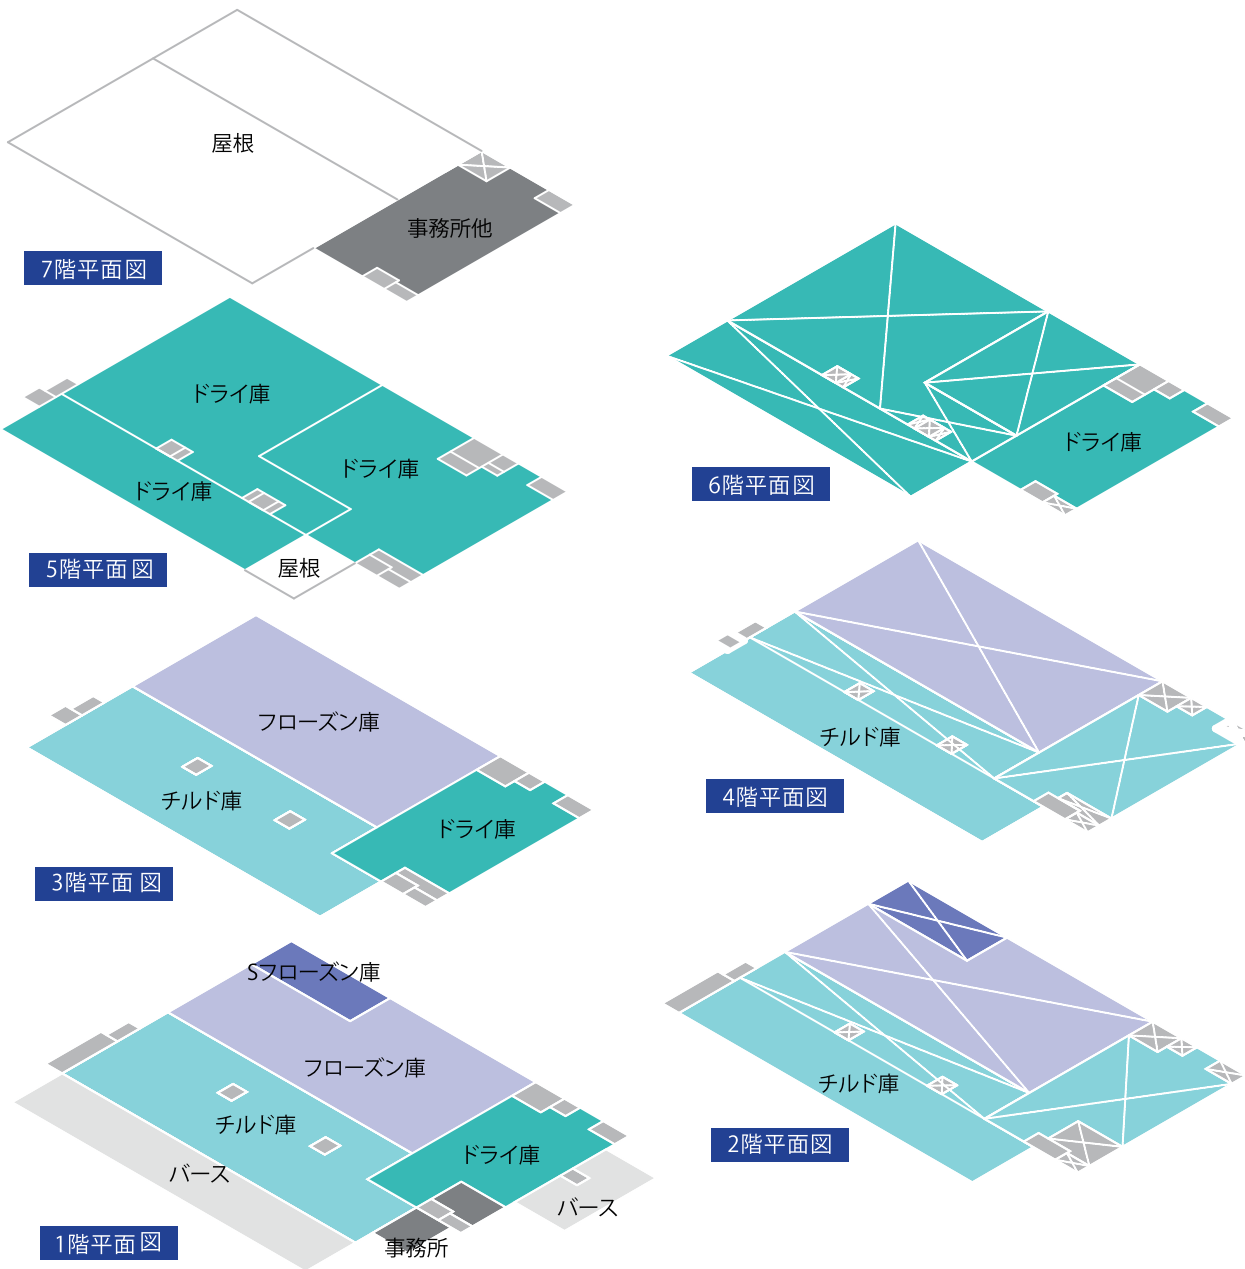 屋根
事務所他
7階平面図
ドライ庫
ドライ庫
ドライ庫
屋根
5階平面図
ドライ庫
6階平面図
フローズン庫
チルド庫
ドライ庫
3階平面図
チルド庫
4階平面図
Sフローズン庫
フローズン庫
チルド庫
ドライ庫
バース
バース
事務所
1階平面図
チルド庫
2階平面図